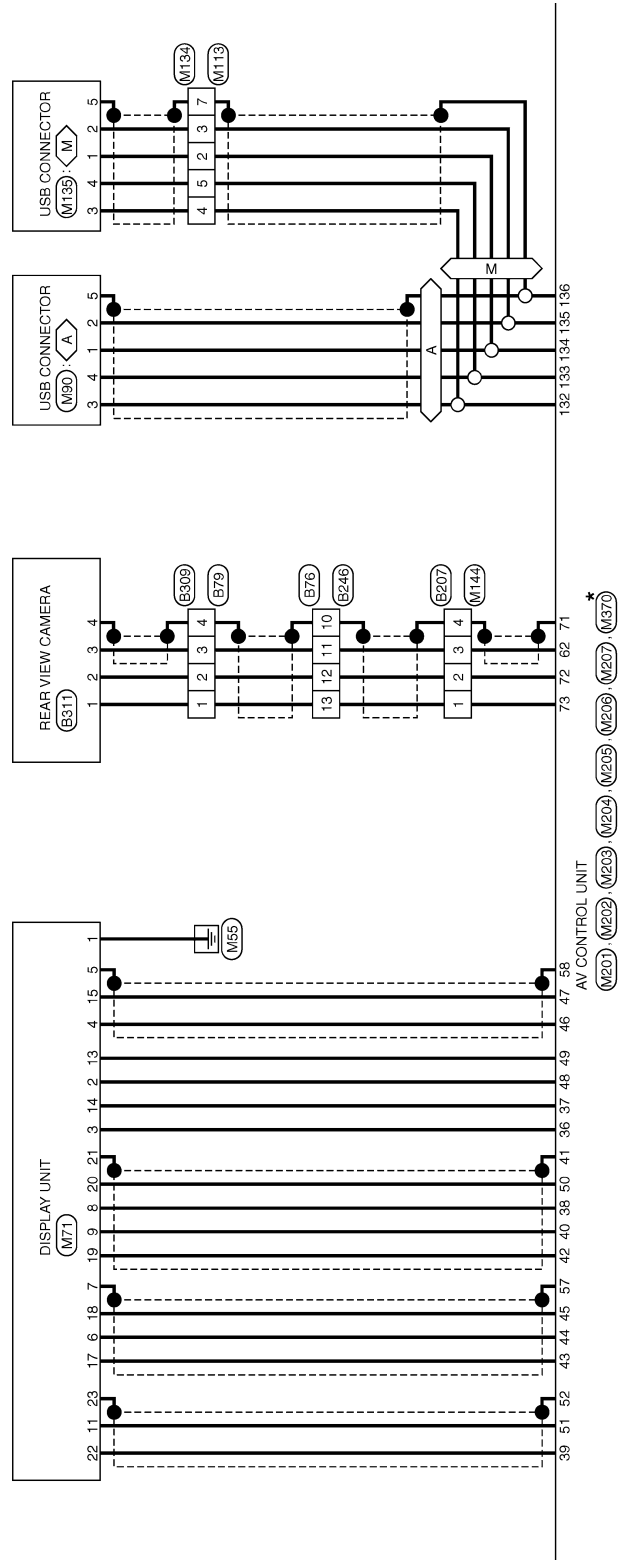 DISPLAY UNIT
M71
22 11 23 17 6 18 7 19 9 8 20 21 3 14 2 13 4 15 5 1
M55
REAR VIEW CAMERA
B311
1 2 3 4
B309
1 2 3 4
B79
B76
13 12 11 10
B246
B207
1 2 3 4
M144
USB CONNECTOR
M90 : A
3 4 1 2 5
A
USB CONNECTOR
M135 : M
3 4 1 2 5
M134
4 5 2 3 7
M113
M
39 51 52 43 44 45 57 42 40 38 50 41 36 37 48 49 46 47 58 73 72 62 71 132 133 134 135 136
AV CONTROL UNIT
M201 , M202 , M203 , M204 , M205 , M206 , M207 , M370 *